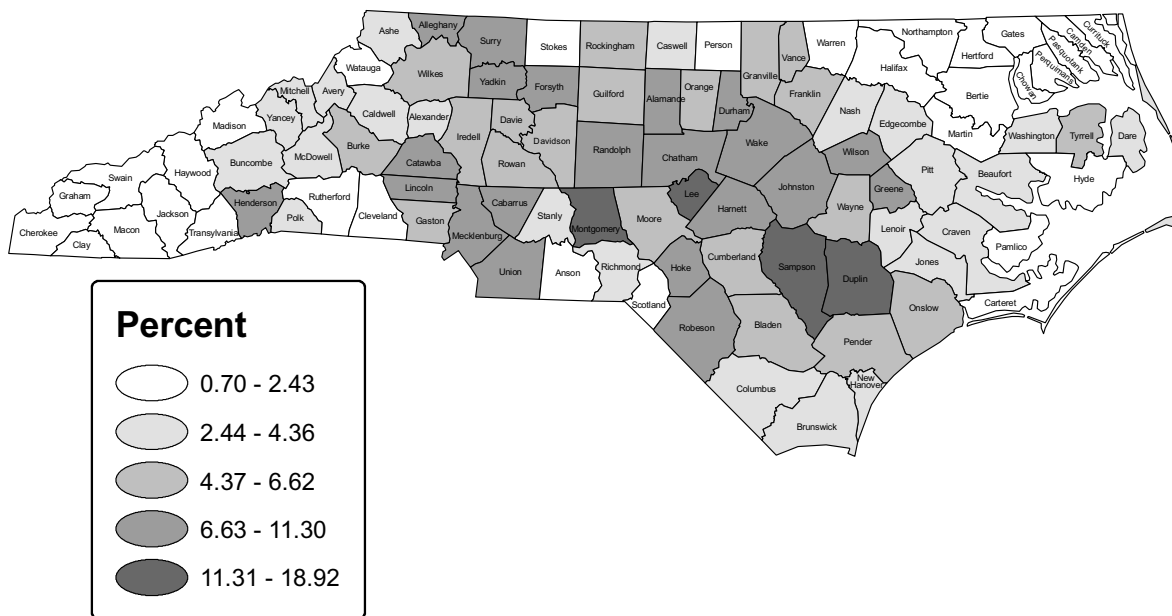 Ashe
Alleghany
Surry
Stokes
Rockingham
Caswell
Person
Granville
Vance
Warren
Northampton
Halifax
Hertford
Gates
Currituck
Camden
Pasquotank
Perquimans
Chowan
Bertie
Watauga
Wilkes
Yadkin
Forsyth
Guilford
Alamance
Orange
Durham
Franklin
Nash
Edgecombe
Martin
Washington
Tyrrell
Dare
Mitchell
Avery
Yancey
Caldwell
Alexander
Iredell
Davie
Davidson
Randolph
Chatham
Wake
Wilson
Pitt
Beaufort
Hyde
Madison
Buncombe
McDowell
Burke
Catawba
Rowan
Lee
Johnston
Greene
Swain
Haywood
Graham
Jackson
Henderson
Polk
Rutherford
Cleveland
Lincoln
Gaston
Cabarrus
Mecklenburg
Stanly
Montgomery
Moore
Harnett
Wayne
Lenoir
Craven
Pamlico
Cherokee
Clay
Macon
Transylvania
Union
Anson
Richmond
Hoke
Cumberland
Sampson
Duplin
Jones
Scotland
Carteret
Robeson
Bladen
Onslow
Pender
Columbus
New
Hanover
Brunswick
Percent
0.70 - 2.43
2.44 - 4.36
4.37 - 6.62
6.63 - 11.30
11.31 - 18.92